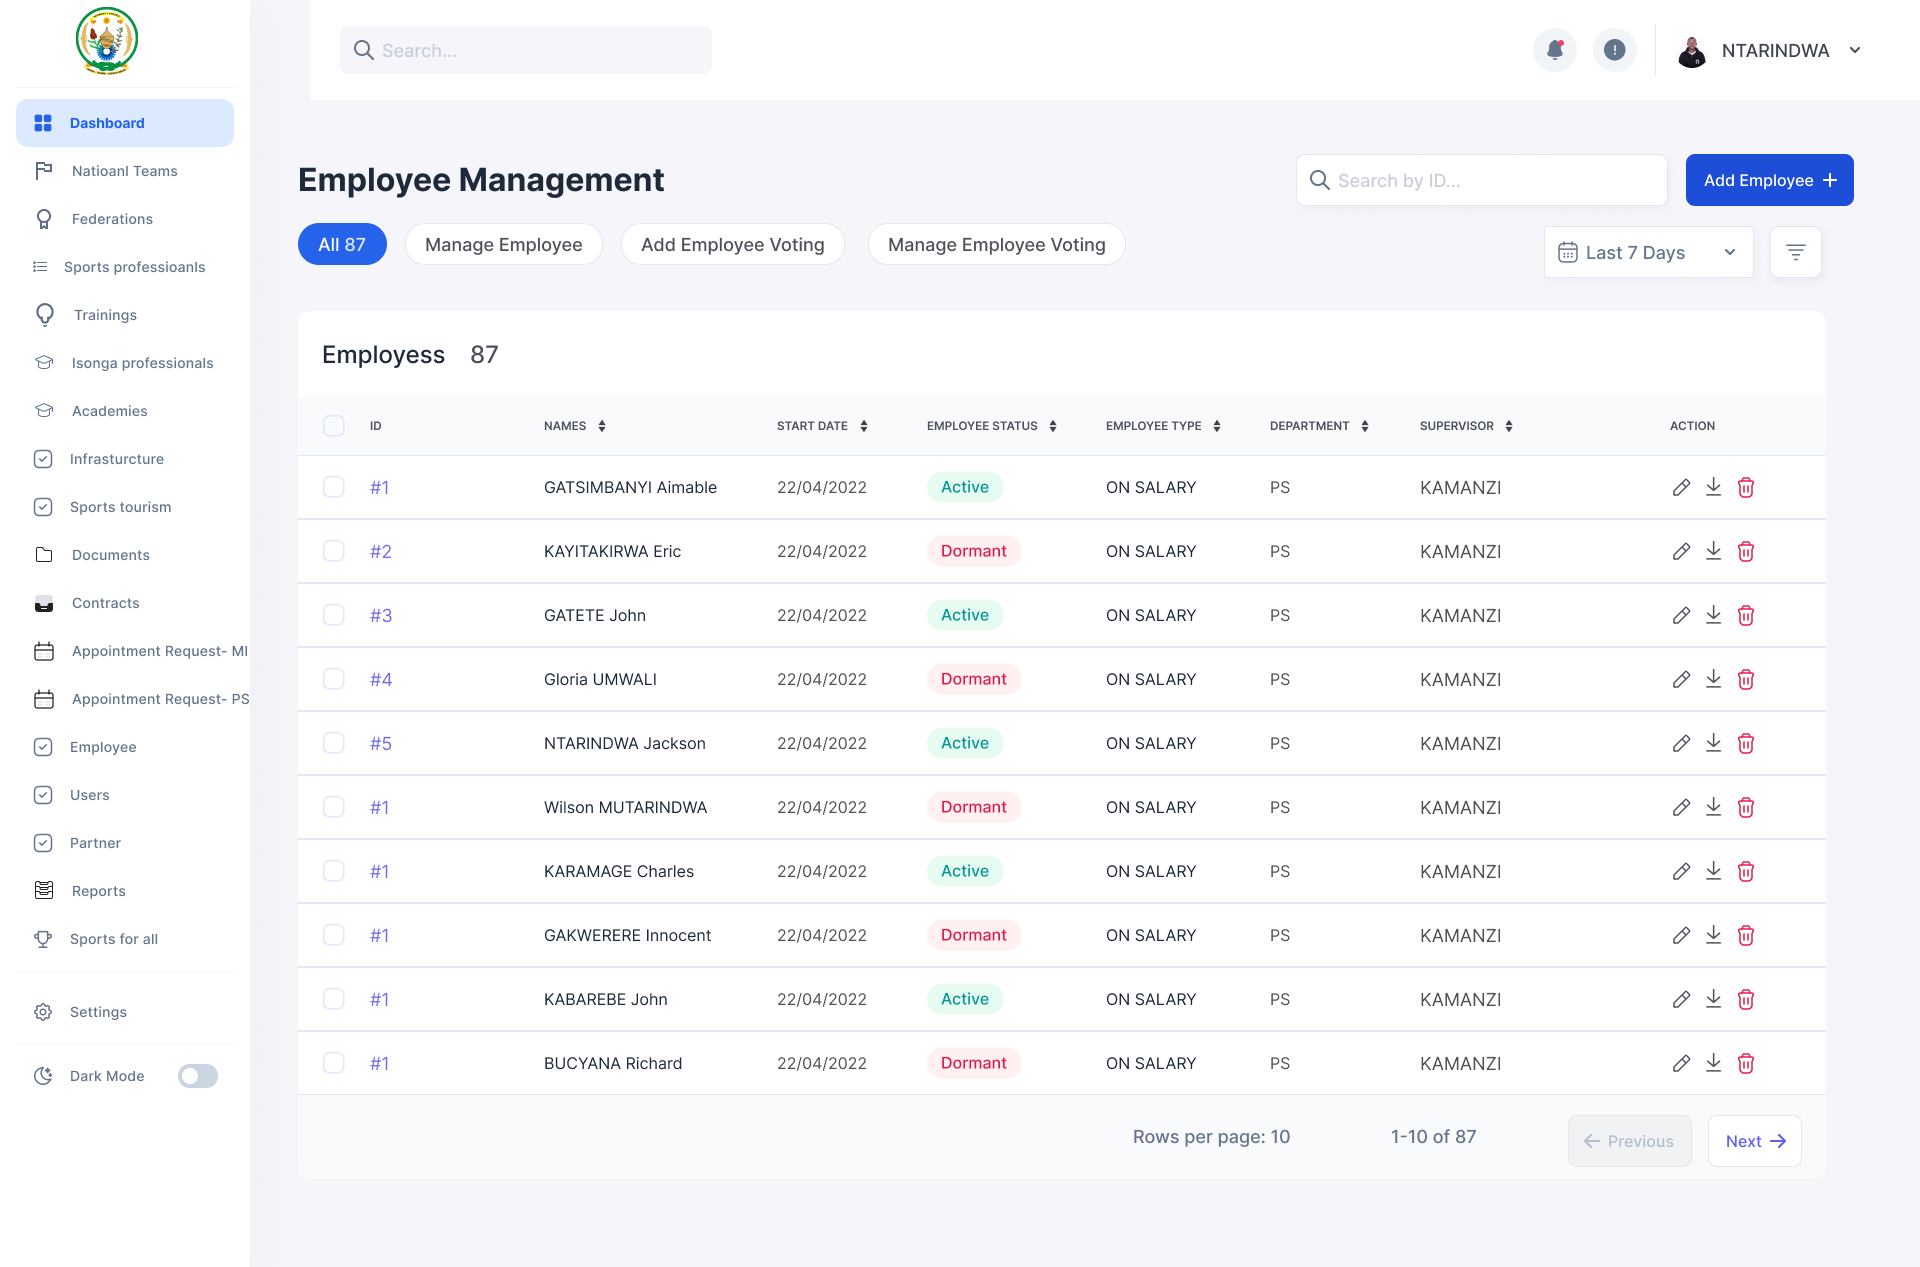 Search...
NTARINDWA
Dashboard
Natioanl Teams
Federations
Sports professioanls
Trainings
Isonga professionals
Academies
Infrasturcture
Sports tourism
Documents
Contracts
Appointment Request- MI
Appointment Request- PS
Employee
Users
Partner
Reports
Sports for all
Settings
Dark Mode
Employee Management
Search by ID...
Add Employee
All 87
Manage Employee
Add Employee Voting
Manage Employee Voting
Last 7 Days
Employess 87
ID NAMES START DATE EMPLOYEE STATUS EMPLOYEE TYPE DEPARTMENT SUPERVISOR ACTION
#1 GATSIMBANYI Aimable 22/04/2022 Active ON SALARY PS KAMANZI
#2 KAYITAKIRWA Eric 22/04/2022 Dormant ON SALARY PS KAMANZI
#3 GATETE John 22/04/2022 Active ON SALARY PS KAMANZI
#4 Gloria UMWALI 22/04/2022 Dormant ON SALARY PS KAMANZI
#5 NTARINDWA Jackson 22/04/2022 Active ON SALARY PS KAMANZI
#1 Wilson MUTARINDWA 22/04/2022 Dormant ON SALARY PS KAMANZI
#1 KARAMAGE Charles 22/04/2022 Active ON SALARY PS KAMANZI
#1 GAKWERERE Innocent 22/04/2022 Dormant ON SALARY PS KAMANZI
#1 KABAREBE John 22/04/2022 Active ON SALARY PS KAMANZI
#1 BUCYANA Richard 22/04/2022 Dormant ON SALARY PS KAMANZI
Rows per page: 10
1-10 of 87
Previous
Next